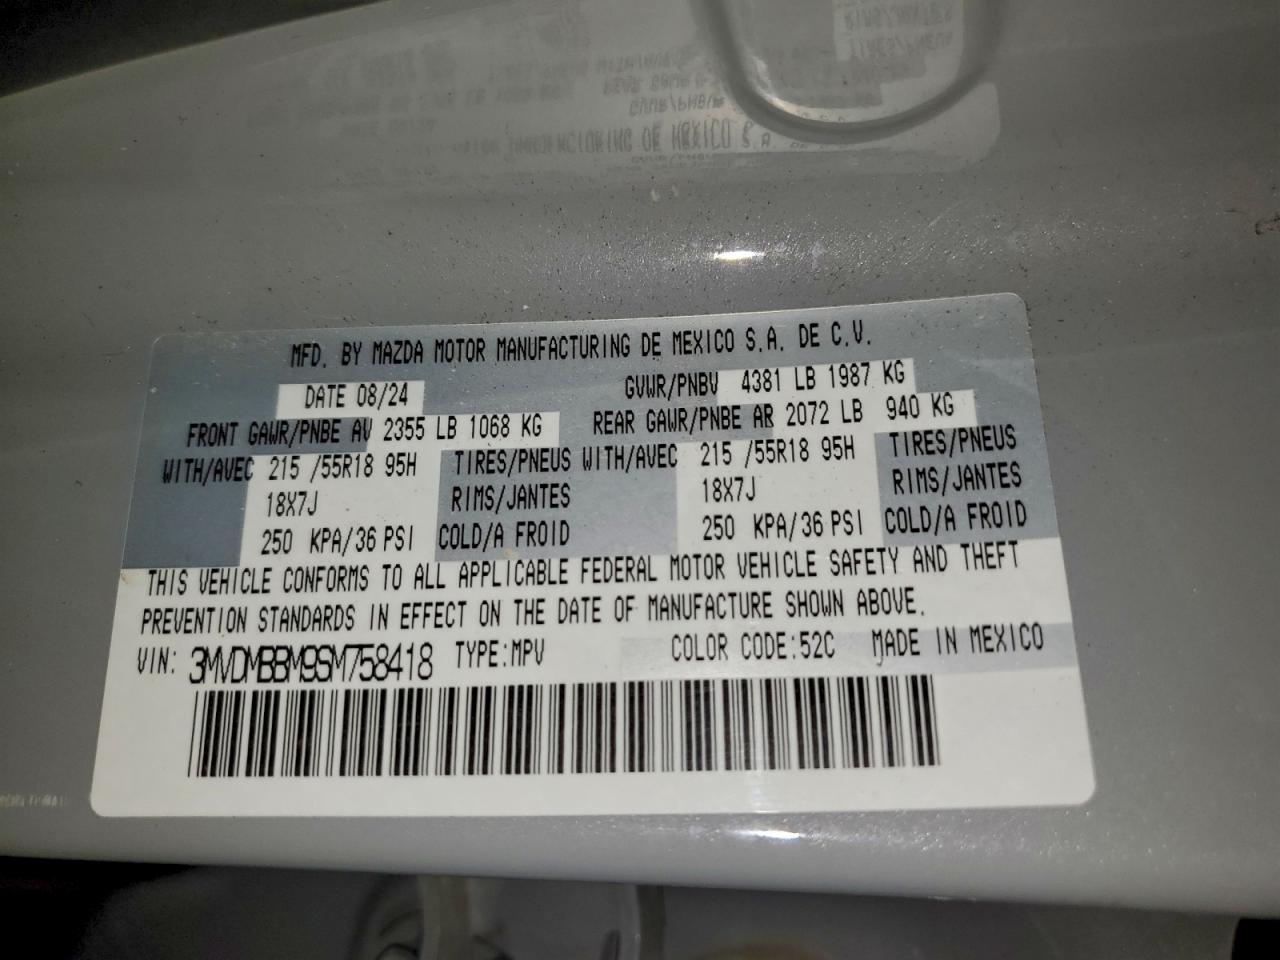 MFD. BY MAZDA MOTOR MANUFACTURING DE MEXICO S.A. DE C.V.
DATE 08/24 GVWR/PNBV 4381 LB 1987 KG
FRONT GAWR/PNBE AV 2355 LB 1068 KG REAR GAWR/PNBE AR 2072 LB 940 KG
WITH/AVEC 215 /55R18 95H TIRES/PNEUS WITH/AVEC 215 /55R18 95H TIRES/PNEUS
18X7J RIMS/JANTES 18X7J RIMS/JANTES
250 KPA/36 PSI COLD/A FROID 250 KPA/36 PSI COLD/A FROID
THIS VEHICLE CONFORMS TO ALL APPLICABLE FEDERAL MOTOR VEHICLE SAFETY AND THEFT
PREVENTION STANDARDS IN EFFECT ON THE DATE OF MANUFACTURE SHOWN ABOVE.
VIN: 3MVDMBBM9SM758418 TYPE:MPV COLOR CODE:52C MADE IN MEXICO